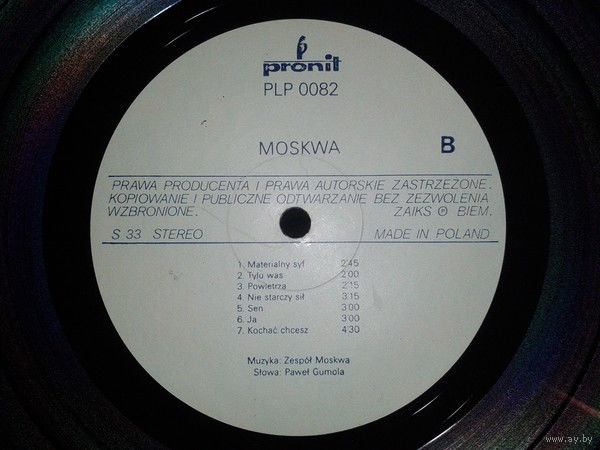 pronit
PLP 0082
MOSKWA
B
PRAWA PRODUCENTA I PRAWA AUTORSKIE ZASTRZEŻONE.
KOPIOWANIE I PUBLICZNE ODTWARZANIE BEZ ZEZWOLENIA
WZBRONIONE. ZAIKS ℗ BIEM.
S 33 STEREO MADE IN POLAND
1. Materialny syf 2'45
2. Tylu was 2'00
3. Powietrza 2'15
4. Nie starczy sił 3'15
5. Sen 3'00
6. Ja 3'00
7. Kochać chcesz 4'30
Muzyka: Zespół Moskwa
Słowa: Paweł Gumola
www.ay.by